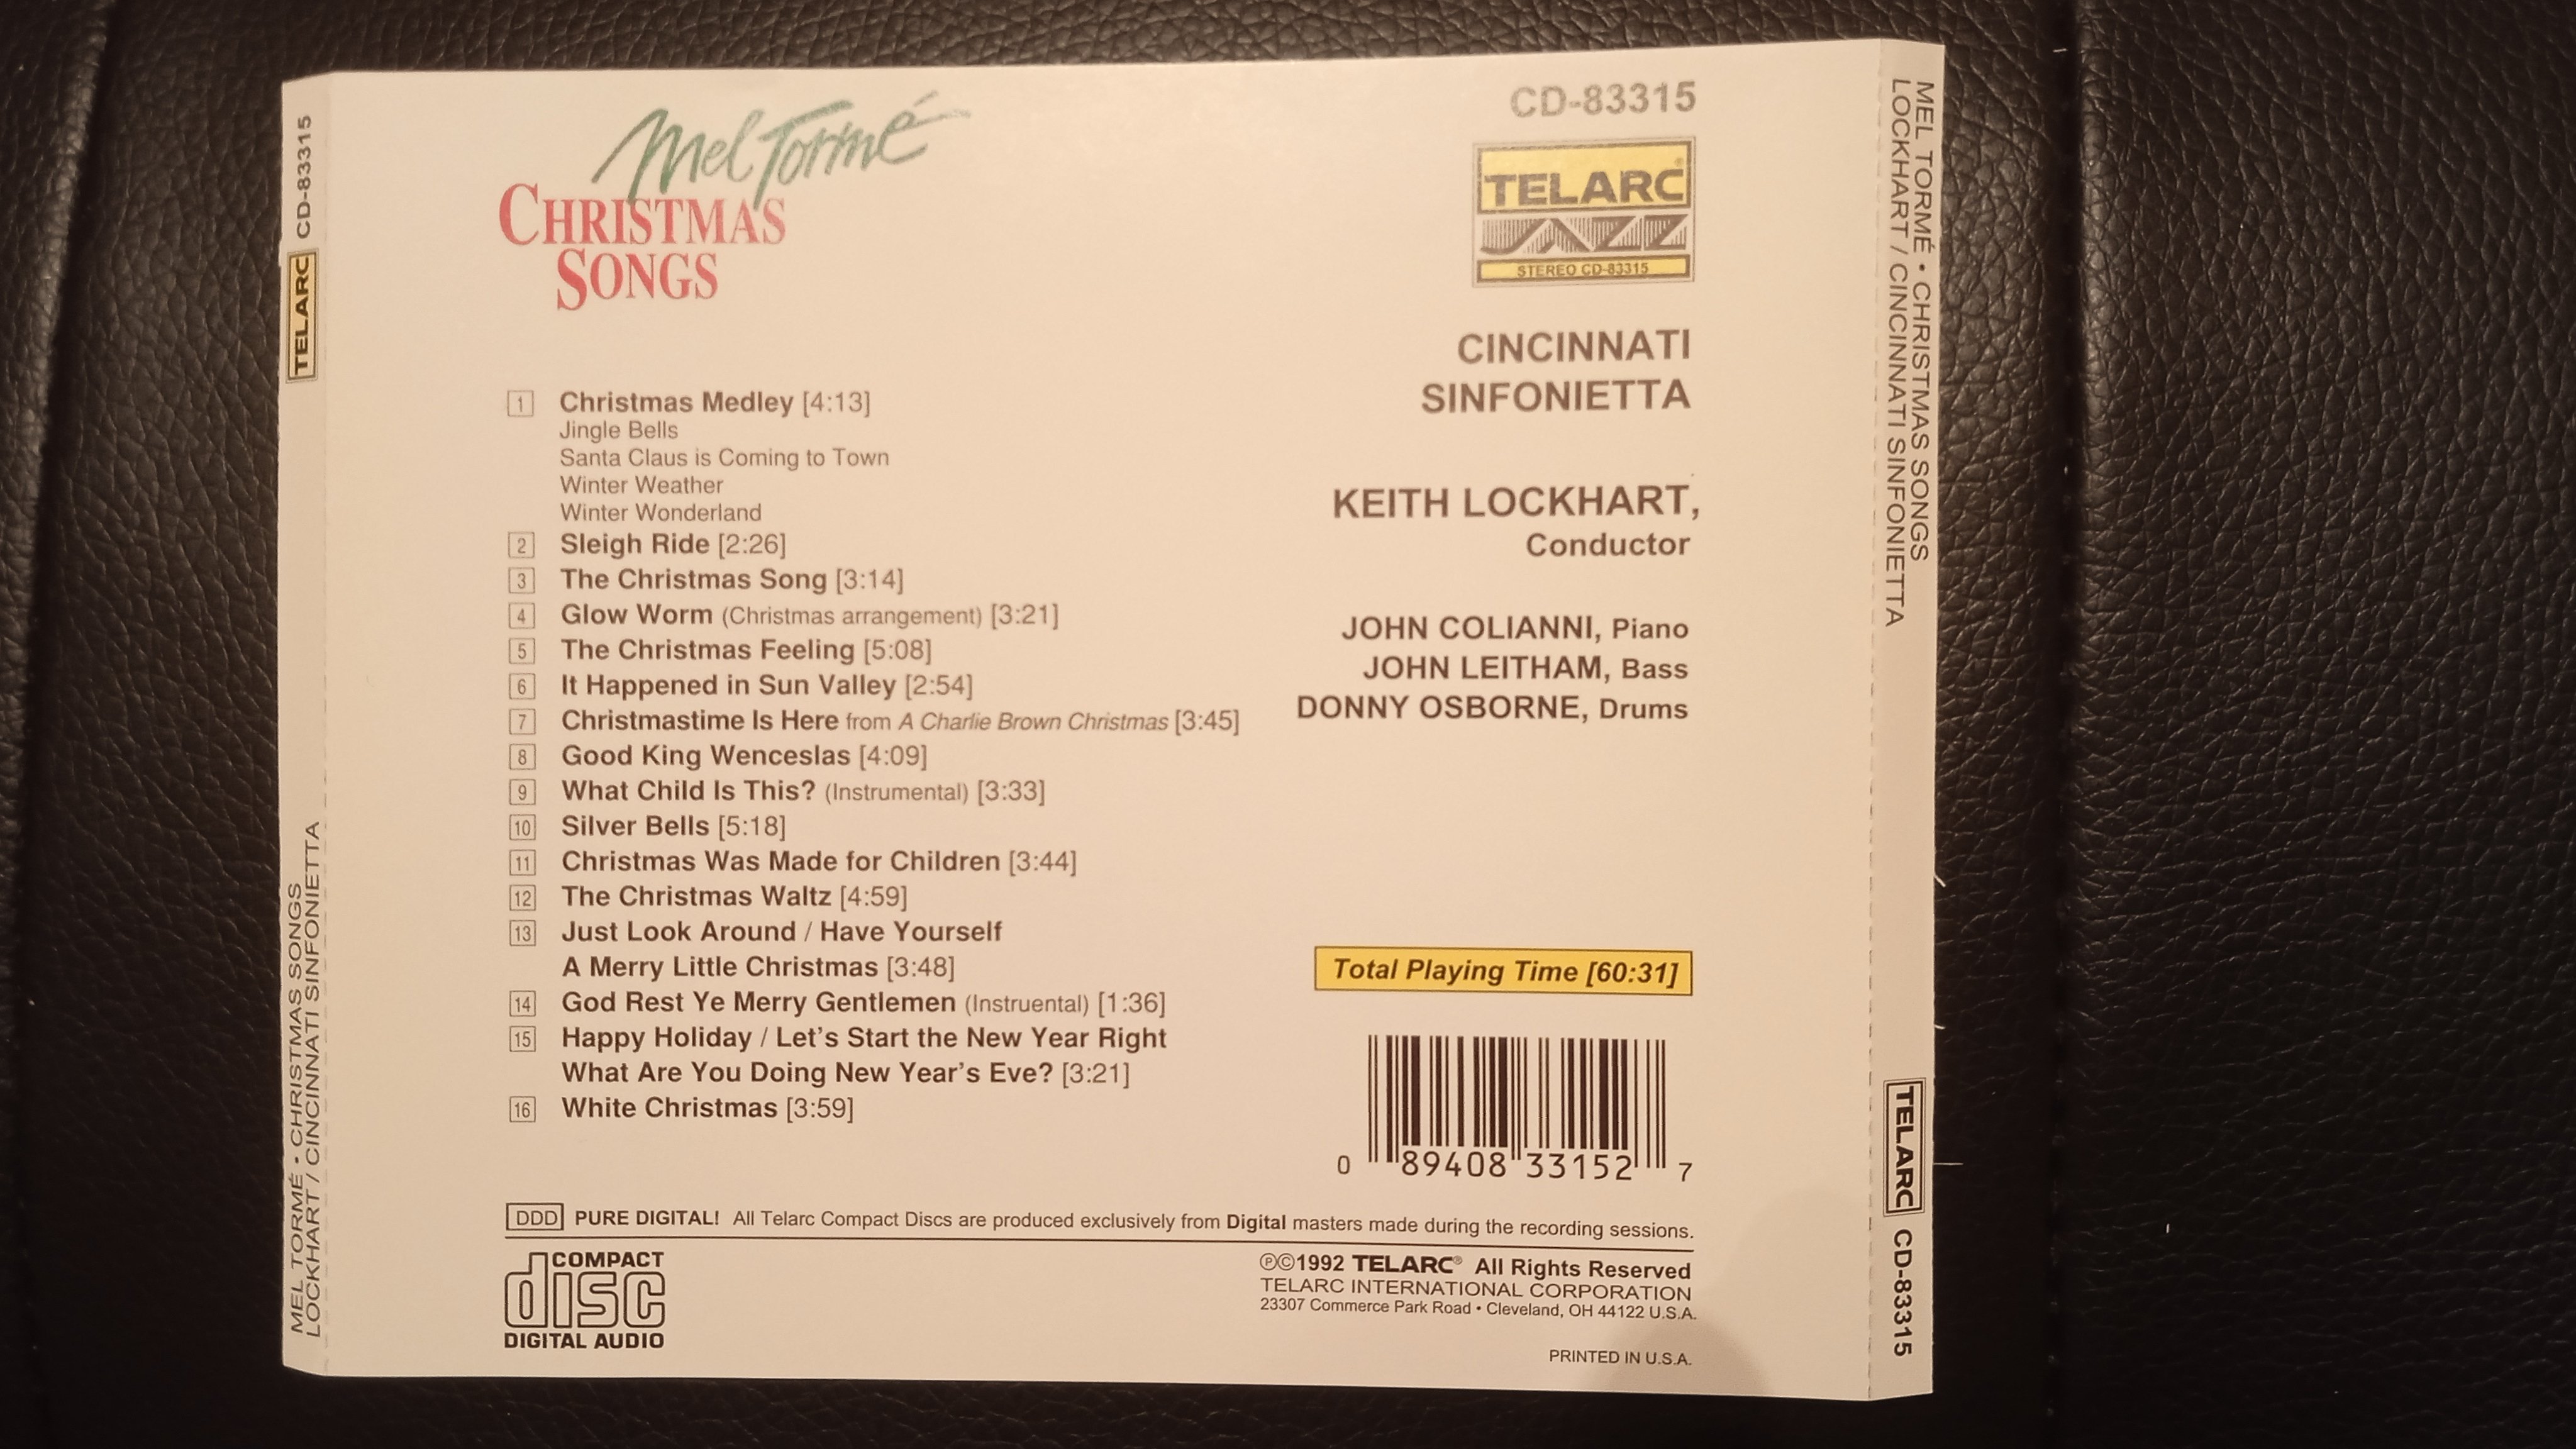 CD-83315
TELARC
MEL TORMÉ • CHRISTMAS SONGS
LOCKHART / CINCINNATI SINFONIETTA
Mel Tormé
CHRISTMAS
SONGS
1 Christmas Medley [4:13]
Jingle Bells
Santa Claus is Coming to Town
Winter Weather
Winter Wonderland
2 Sleigh Ride [2:26]
3 The Christmas Song [3:14]
4 Glow Worm (Christmas arrangement) [3:21]
5 The Christmas Feeling [5:08]
6 It Happened in Sun Valley [2:54]
7 Christmastime Is Here from A Charlie Brown Christmas [3:45]
8 Good King Wenceslas [4:09]
9 What Child Is This? (Instrumental) [3:33]
10 Silver Bells [5:18]
11 Christmas Was Made for Children [3:44]
12 The Christmas Waltz [4:59]
13 Just Look Around / Have Yourself
A Merry Little Christmas [3:48]
14 God Rest Ye Merry Gentlemen (Instruental) [1:36]
15 Happy Holiday / Let's Start the New Year Right
What Are You Doing New Year's Eve? [3:21]
16 White Christmas [3:59]
CD-83315
TELARC®
JAZZ
STEREO CD-83315
CINCINNATI
SINFONIETTA
KEITH LOCKHART,
Conductor
JOHN COLIANNI, Piano
JOHN LEITHAM, Bass
DONNY OSBORNE, Drums
Total Playing Time [60:31]
0 89408 33152 7
DDD PURE DIGITAL! All Telarc Compact Discs are produced exclusively from Digital masters made during the recording sessions.
COMPACT
disc
DIGITAL AUDIO
℗©1992 TELARC® All Rights Reserved
TELARC INTERNATIONAL CORPORATION
23307 Commerce Park Road • Cleveland, OH 44122 U.S.A.
PRINTED IN U.S.A.
MEL TORMÉ • CHRISTMAS SONGS
LOCKHART / CINCINNATI SINFONIETTA
TELARC
CD-83315